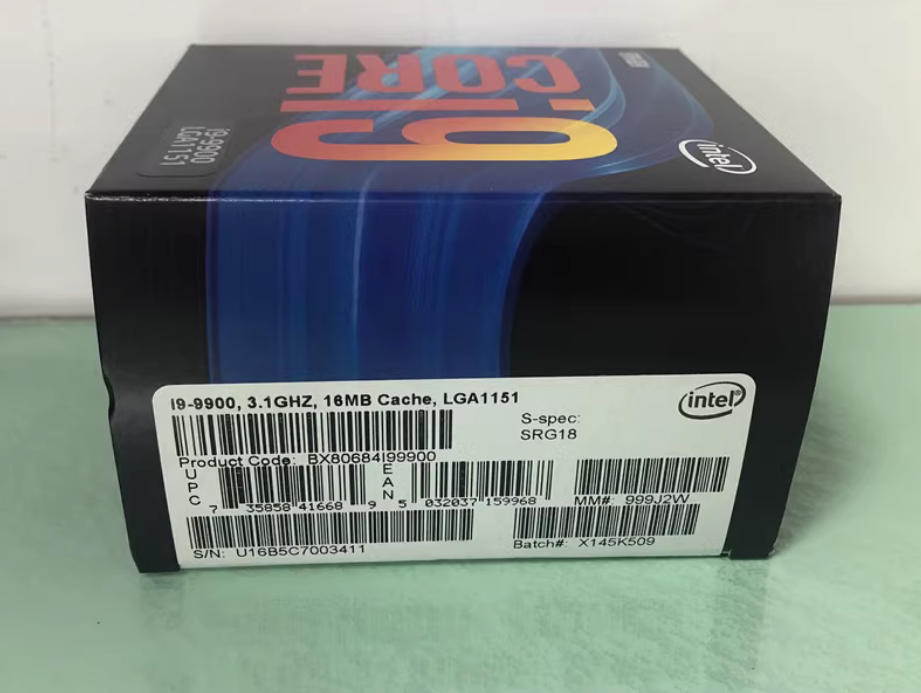 CORE
i9
intel
i9-9900
LGA1151
I9-9900, 3.1GHZ, 16MB Cache, LGA1151
intel
S-spec:
SRG18
Product Code: BX80684I99900
UPC
7 35858 41668 9
EAN
5 032037 159968
MM#: 999J2W
S/N: U16B5C7003411
Batch#: X145K509